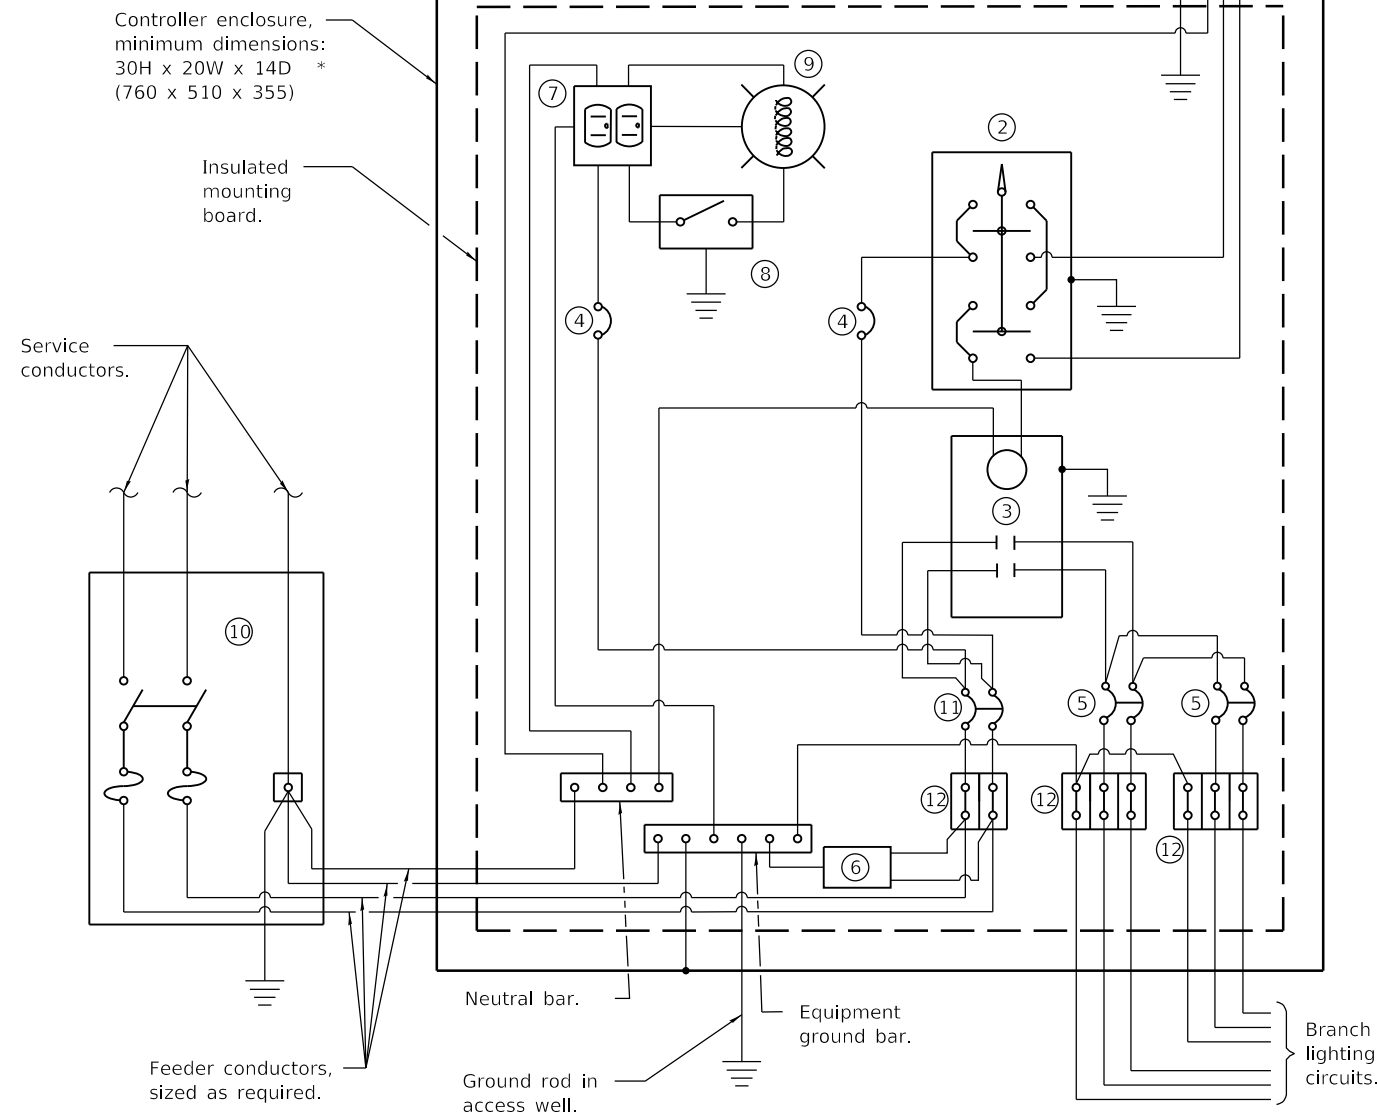 Controller enclosure,
minimum dimensions:
30H x 20W x 14D *
(760 x 510 x 355)
7
9
2
Insulated
mounting
board.
8
4
4
Service
conductors.
3
10
11
5
5
12
12
12
6
Neutral bar.
Equipment
ground bar.
Feeder conductors,
sized as required.
Ground rod in
access well.
Branch
lighting
circuits.